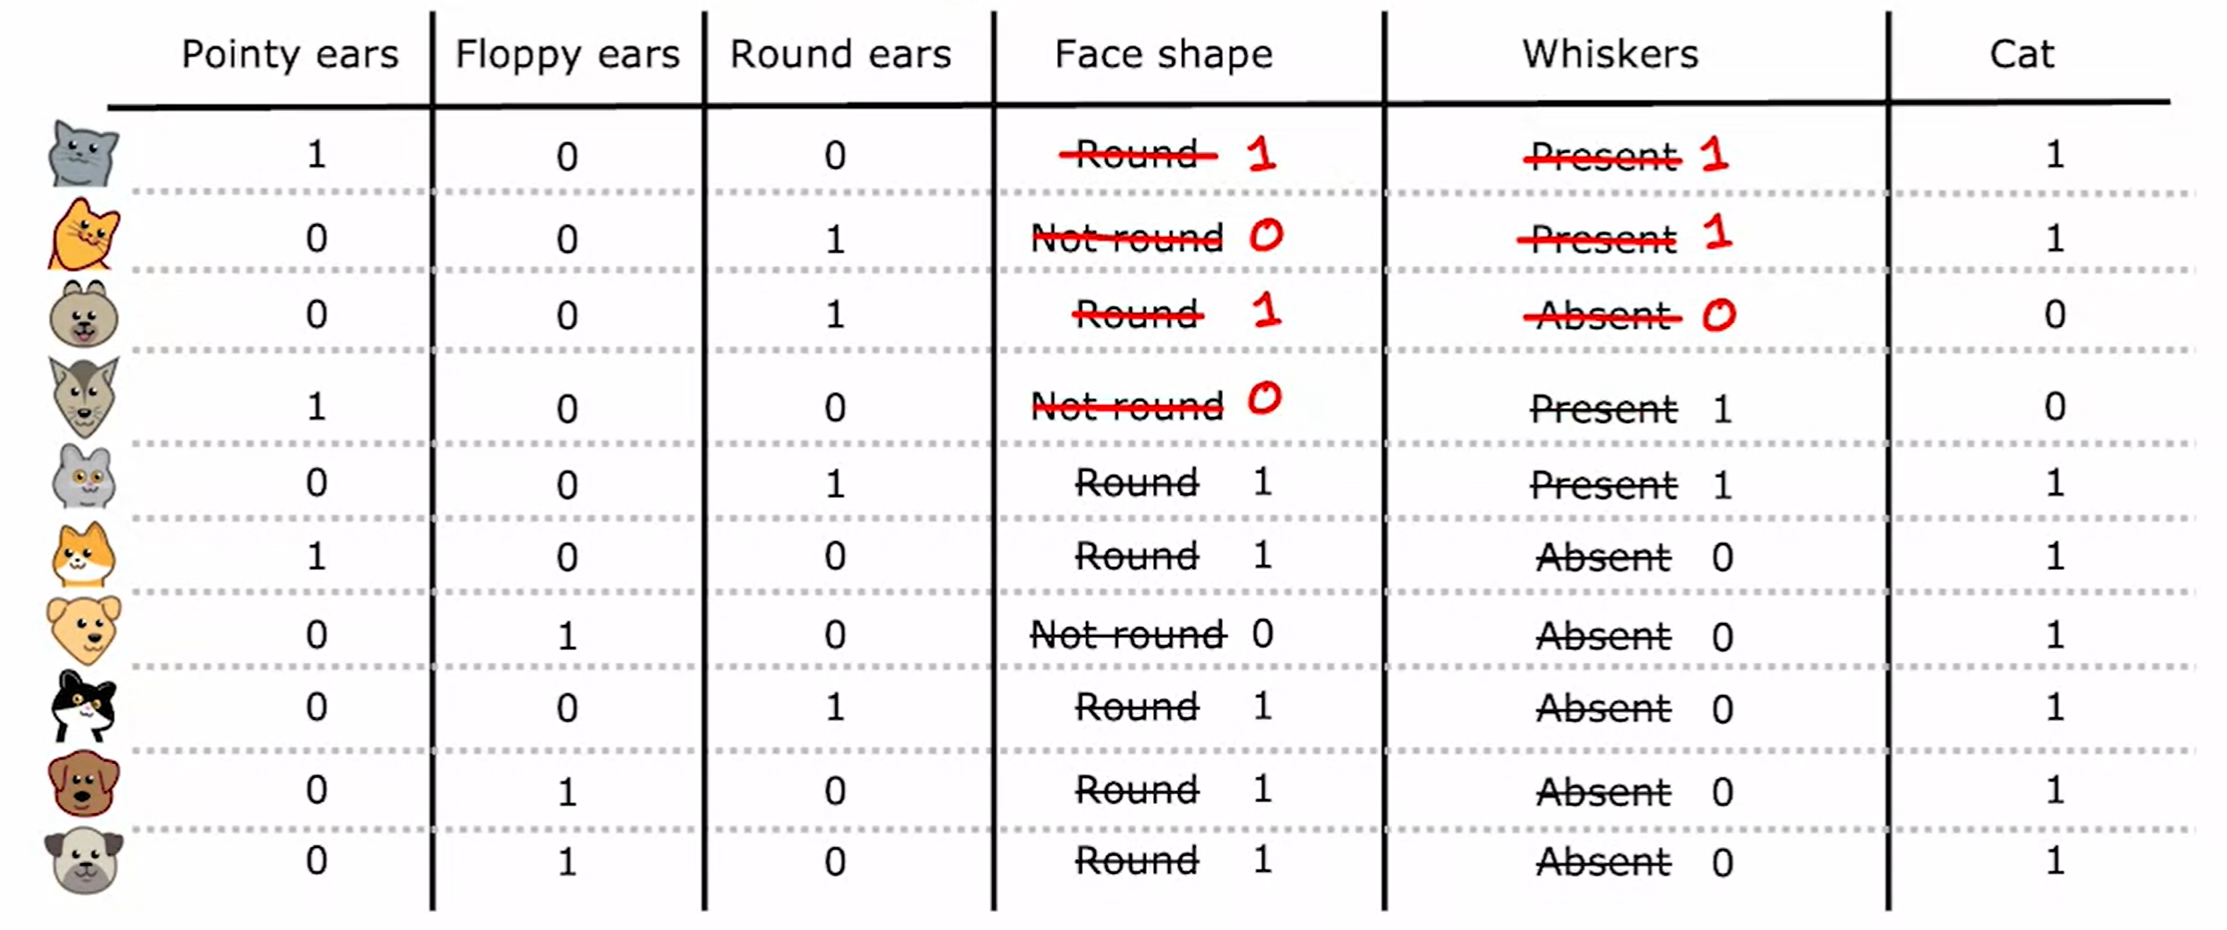 Pointy ears Floppy ears Round ears Face shape Whiskers Cat
1 0 0 Round 1 Present 1 1
0 0 1 Not round 0 Present 1 1
0 0 1 Round 1 Absent 0 0
1 0 0 Not round 0 Present 1 0
0 0 1 Round 1 Present 1 1
1 0 0 Round 1 Absent 0 1
0 1 0 Not round 0 Absent 0 1
0 0 1 Round 1 Absent 0 1
0 1 0 Round 1 Absent 0 1
0 1 0 Round 1 Absent 0 1